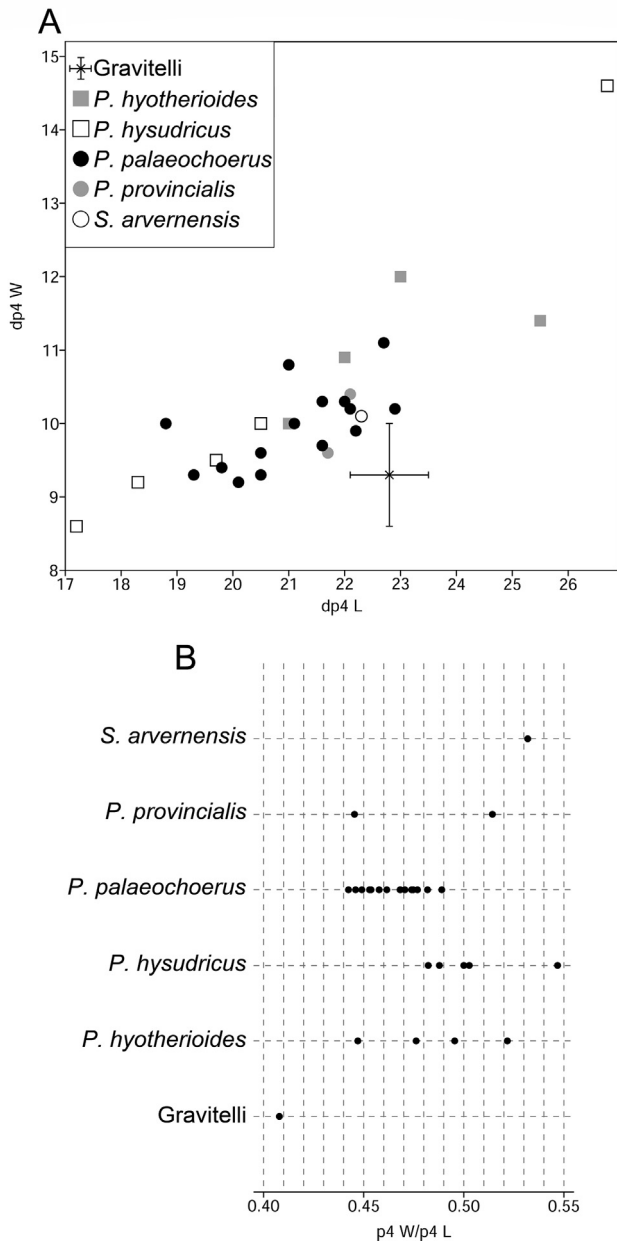 A
Gravitelli
P. hyotherioides
P. hysudricus
P. palaeochoerus
P. provincialis
S. arvernensis
15
14
13
12
11
10
9
8
dp4 W
17 18 19 20 21 22 23 24 25 26
dp4 L
B
S. arvernensis
P. provincialis
P. palaeochoerus
P. hysudricus
P. hyotherioides
Gravitelli
0.40 0.45 0.50 0.55
p4 W/p4 L